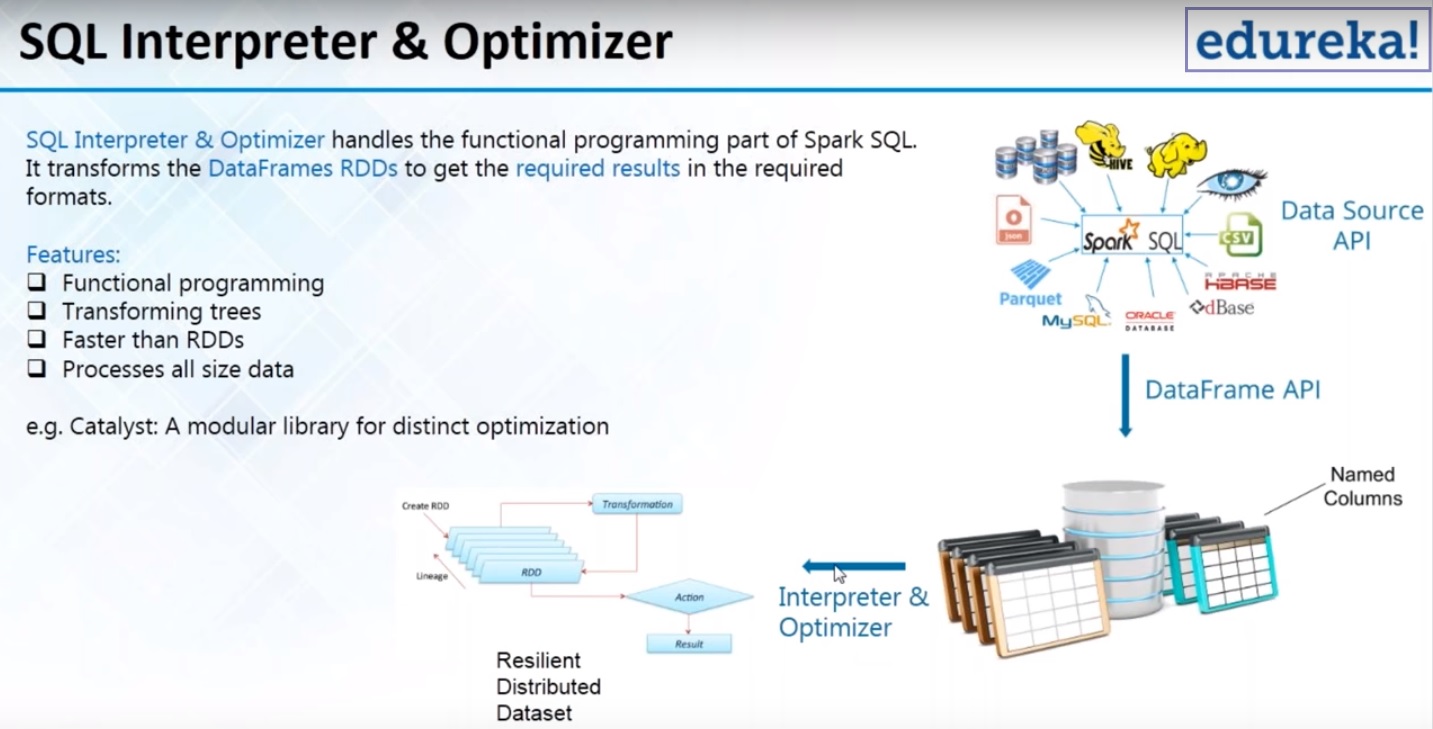 SQL Interpreter & Optimizer
edureka!
SQL Interpreter & Optimizer handles the functional programming part of Spark SQL.
It transforms the DataFrames RDDs to get the required results in the required
formats.
Features:
Functional programming
Transforming trees
Faster than RDDs
Processes all size data
e.g. Catalyst: A modular library for distinct optimization
HIVE
Json
Spark SQL
CSV
Data Source
API
Parquet
APACHE
HBASE
MySQL
ORACLE
DATABASE
dBase
DataFrame API
Named
Columns
Create RDD
Transformation
Lineage
RDD
Action
Result
Interpreter &
Optimizer
Resilient
Distributed
Dataset